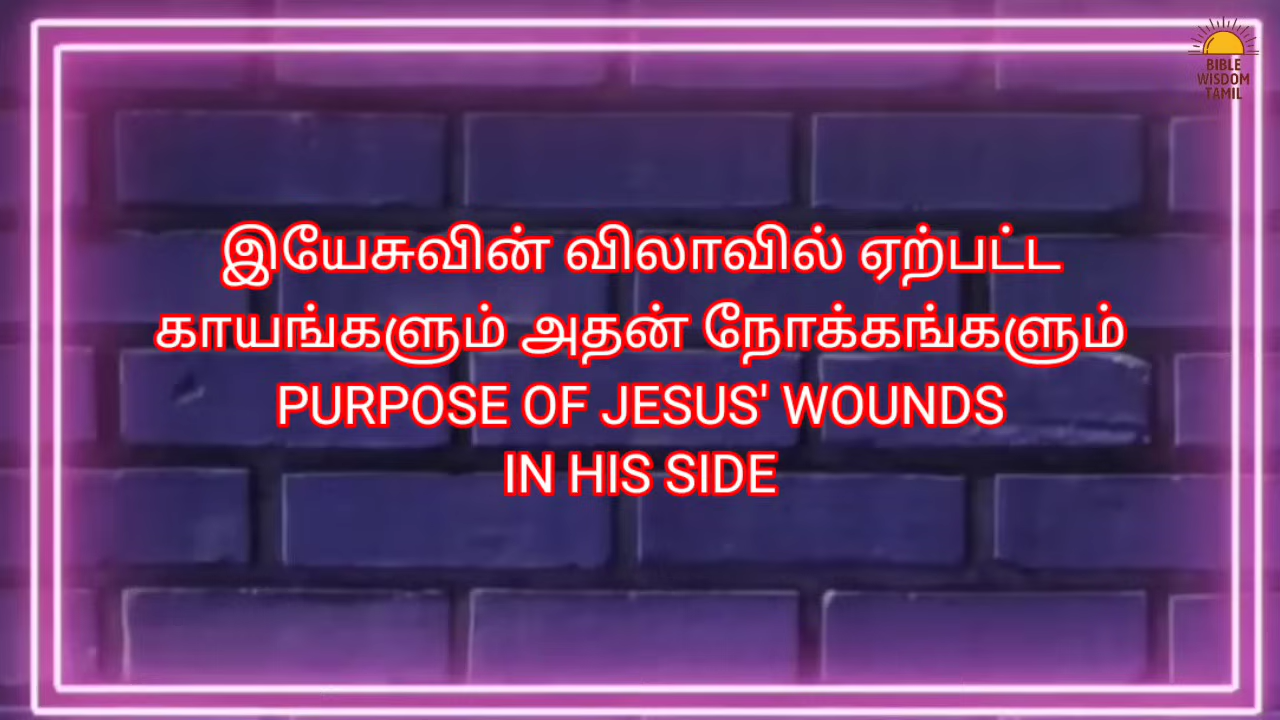 BIBLE
WISDOM
TAMIL
இயேசுவின் விலாவில் ஏற்பட்ட
காயங்களும் அதன் நோக்கங்களும்
PURPOSE OF JESUS' WOUNDS
IN HIS SIDE